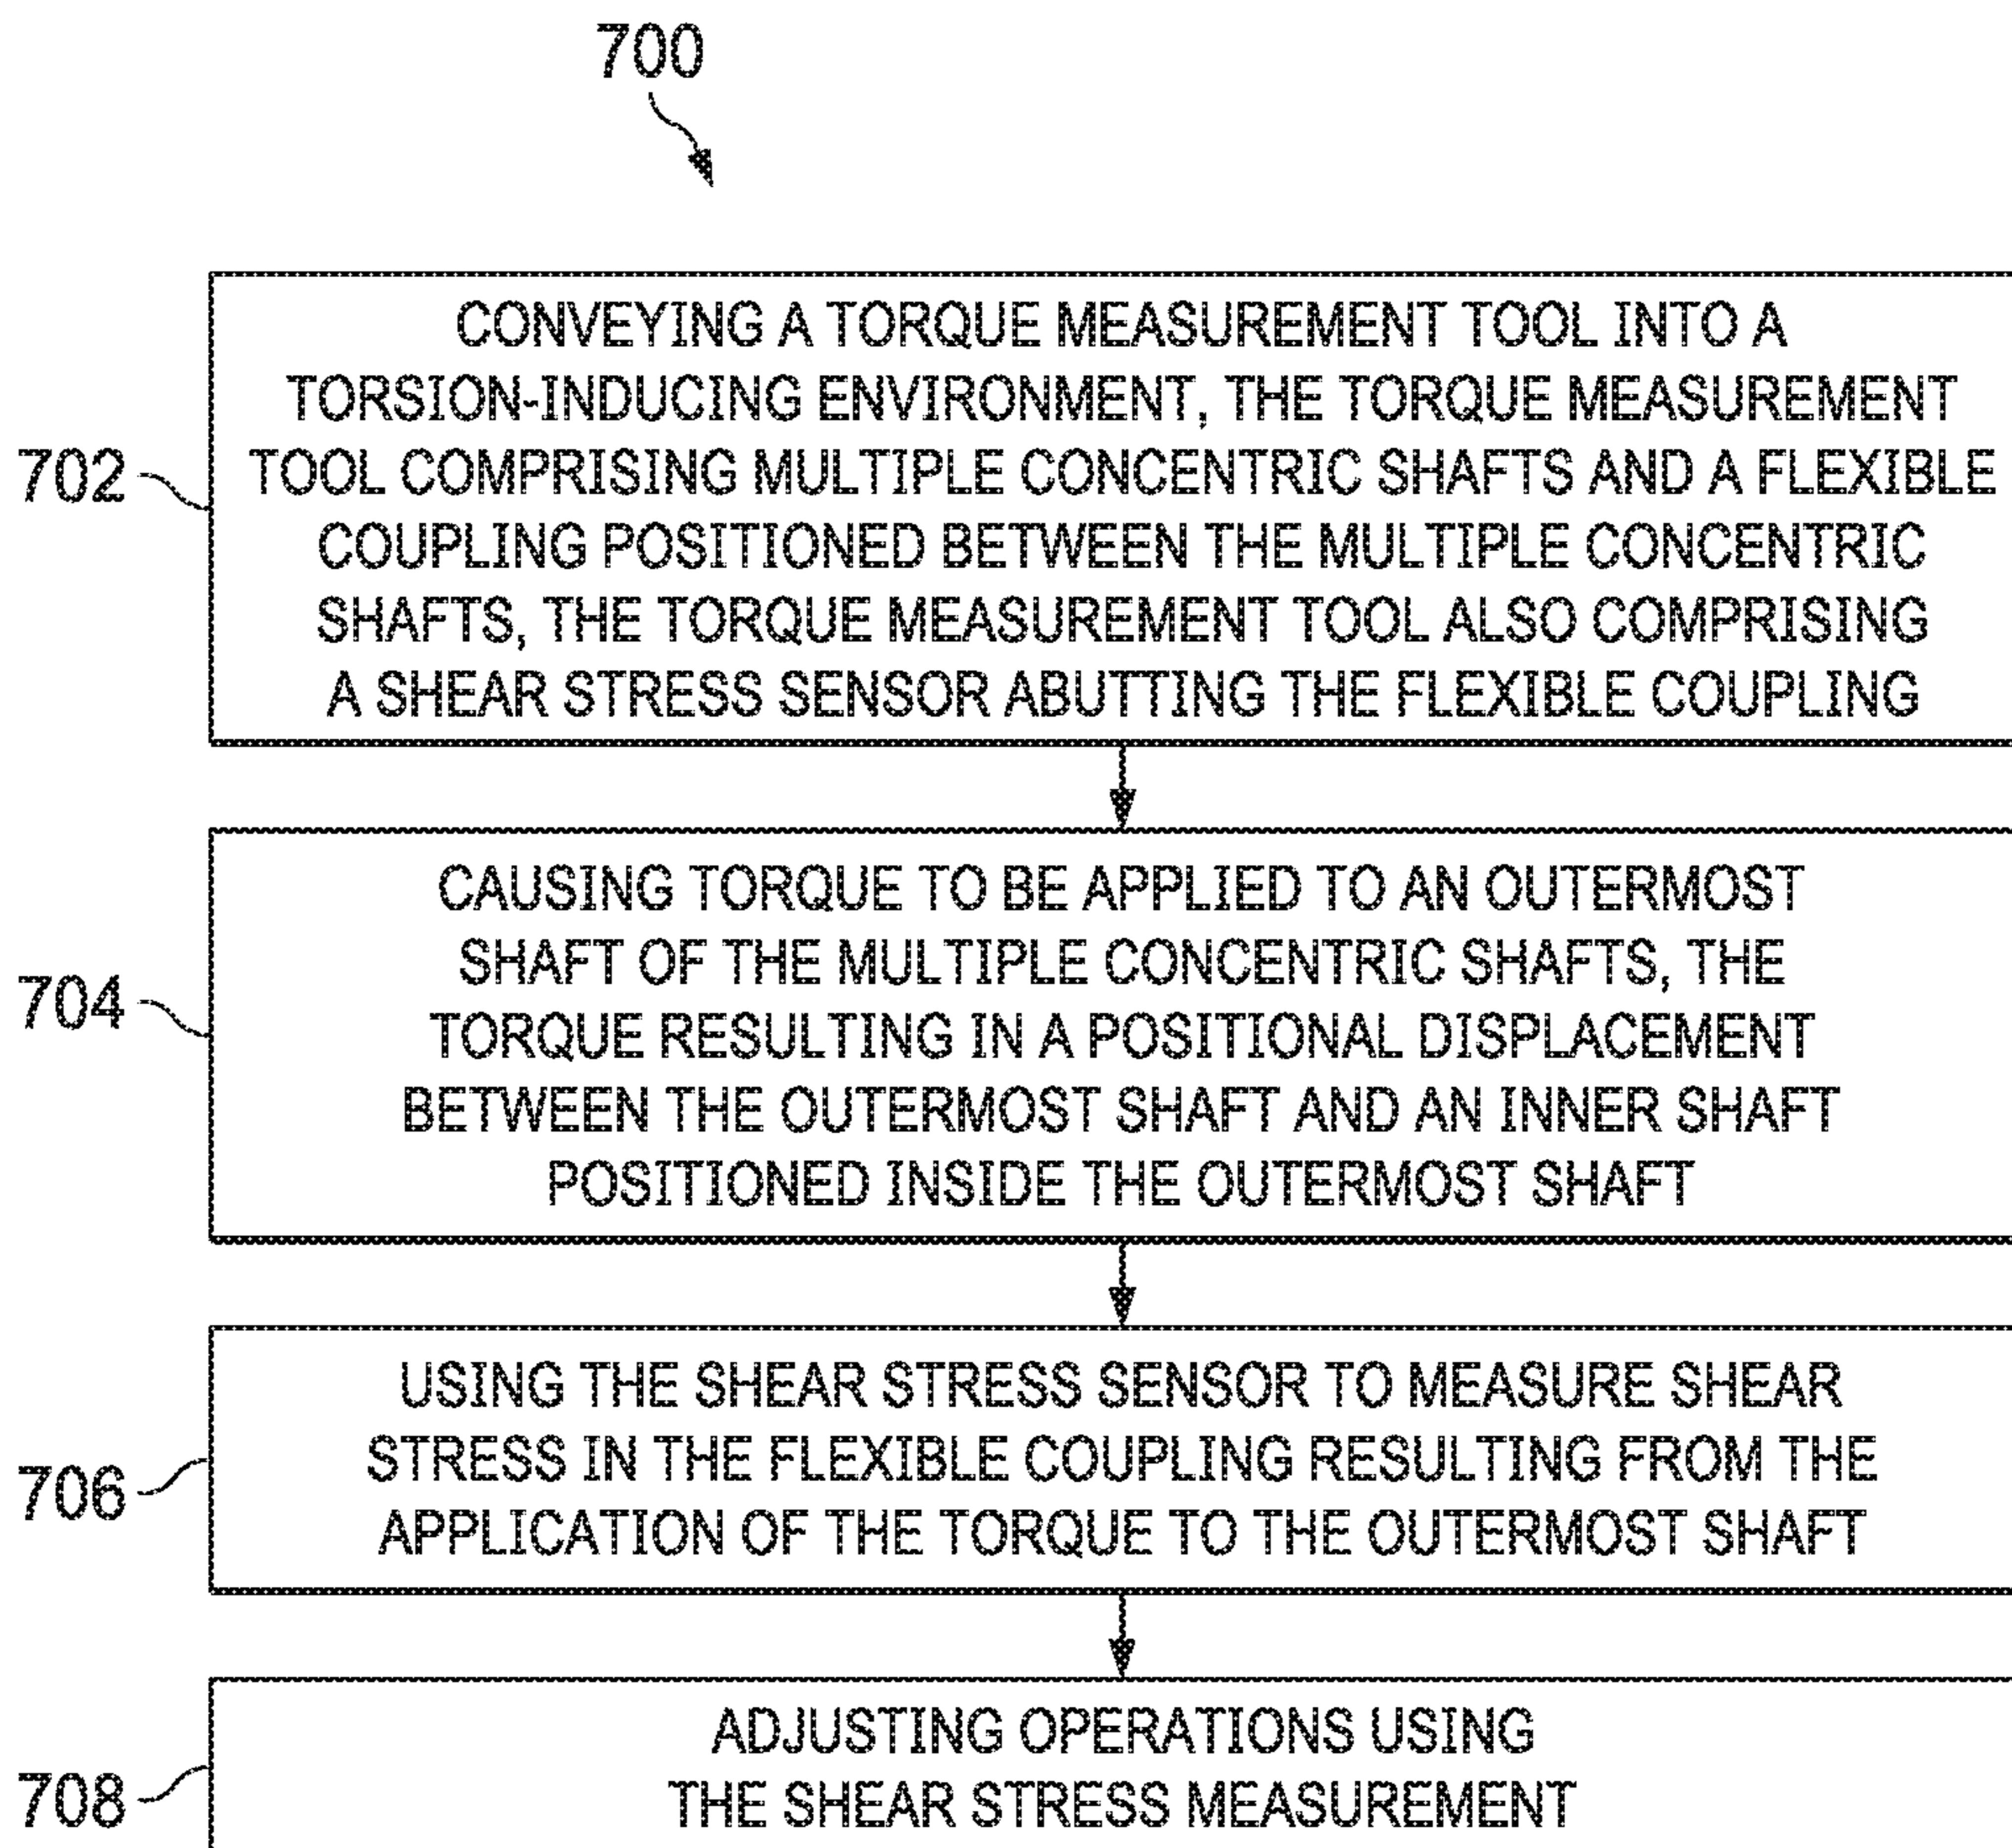 700
702
CONVEYING A TORQUE MEASUREMENT TOOL INTO A
TORSION-INDUCING ENVIRONMENT, THE TORQUE MEASUREMENT
TOOL COMPRISING MULTIPLE CONCENTRIC SHAFTS AND A FLEXIBLE
COUPLING POSITIONED BETWEEN THE MULTIPLE CONCENTRIC
SHAFTS, THE TORQUE MEASUREMENT TOOL ALSO COMPRISING
A SHEAR STRESS SENSOR ABUTTING THE FLEXIBLE COUPLING
704
CAUSING TORQUE TO BE APPLIED TO AN OUTERMOST
SHAFT OF THE MULTIPLE CONCENTRIC SHAFTS, THE
TORQUE RESULTING IN A POSITIONAL DISPLACEMENT
BETWEEN THE OUTERMOST SHAFT AND AN INNER SHAFT
POSITIONED INSIDE THE OUTERMOST SHAFT
706
USING THE SHEAR STRESS SENSOR TO MEASURE SHEAR
STRESS IN THE FLEXIBLE COUPLING RESULTING FROM THE
APPLICATION OF THE TORQUE TO THE OUTERMOST SHAFT
708
ADJUSTING OPERATIONS USING
THE SHEAR STRESS MEASUREMENT